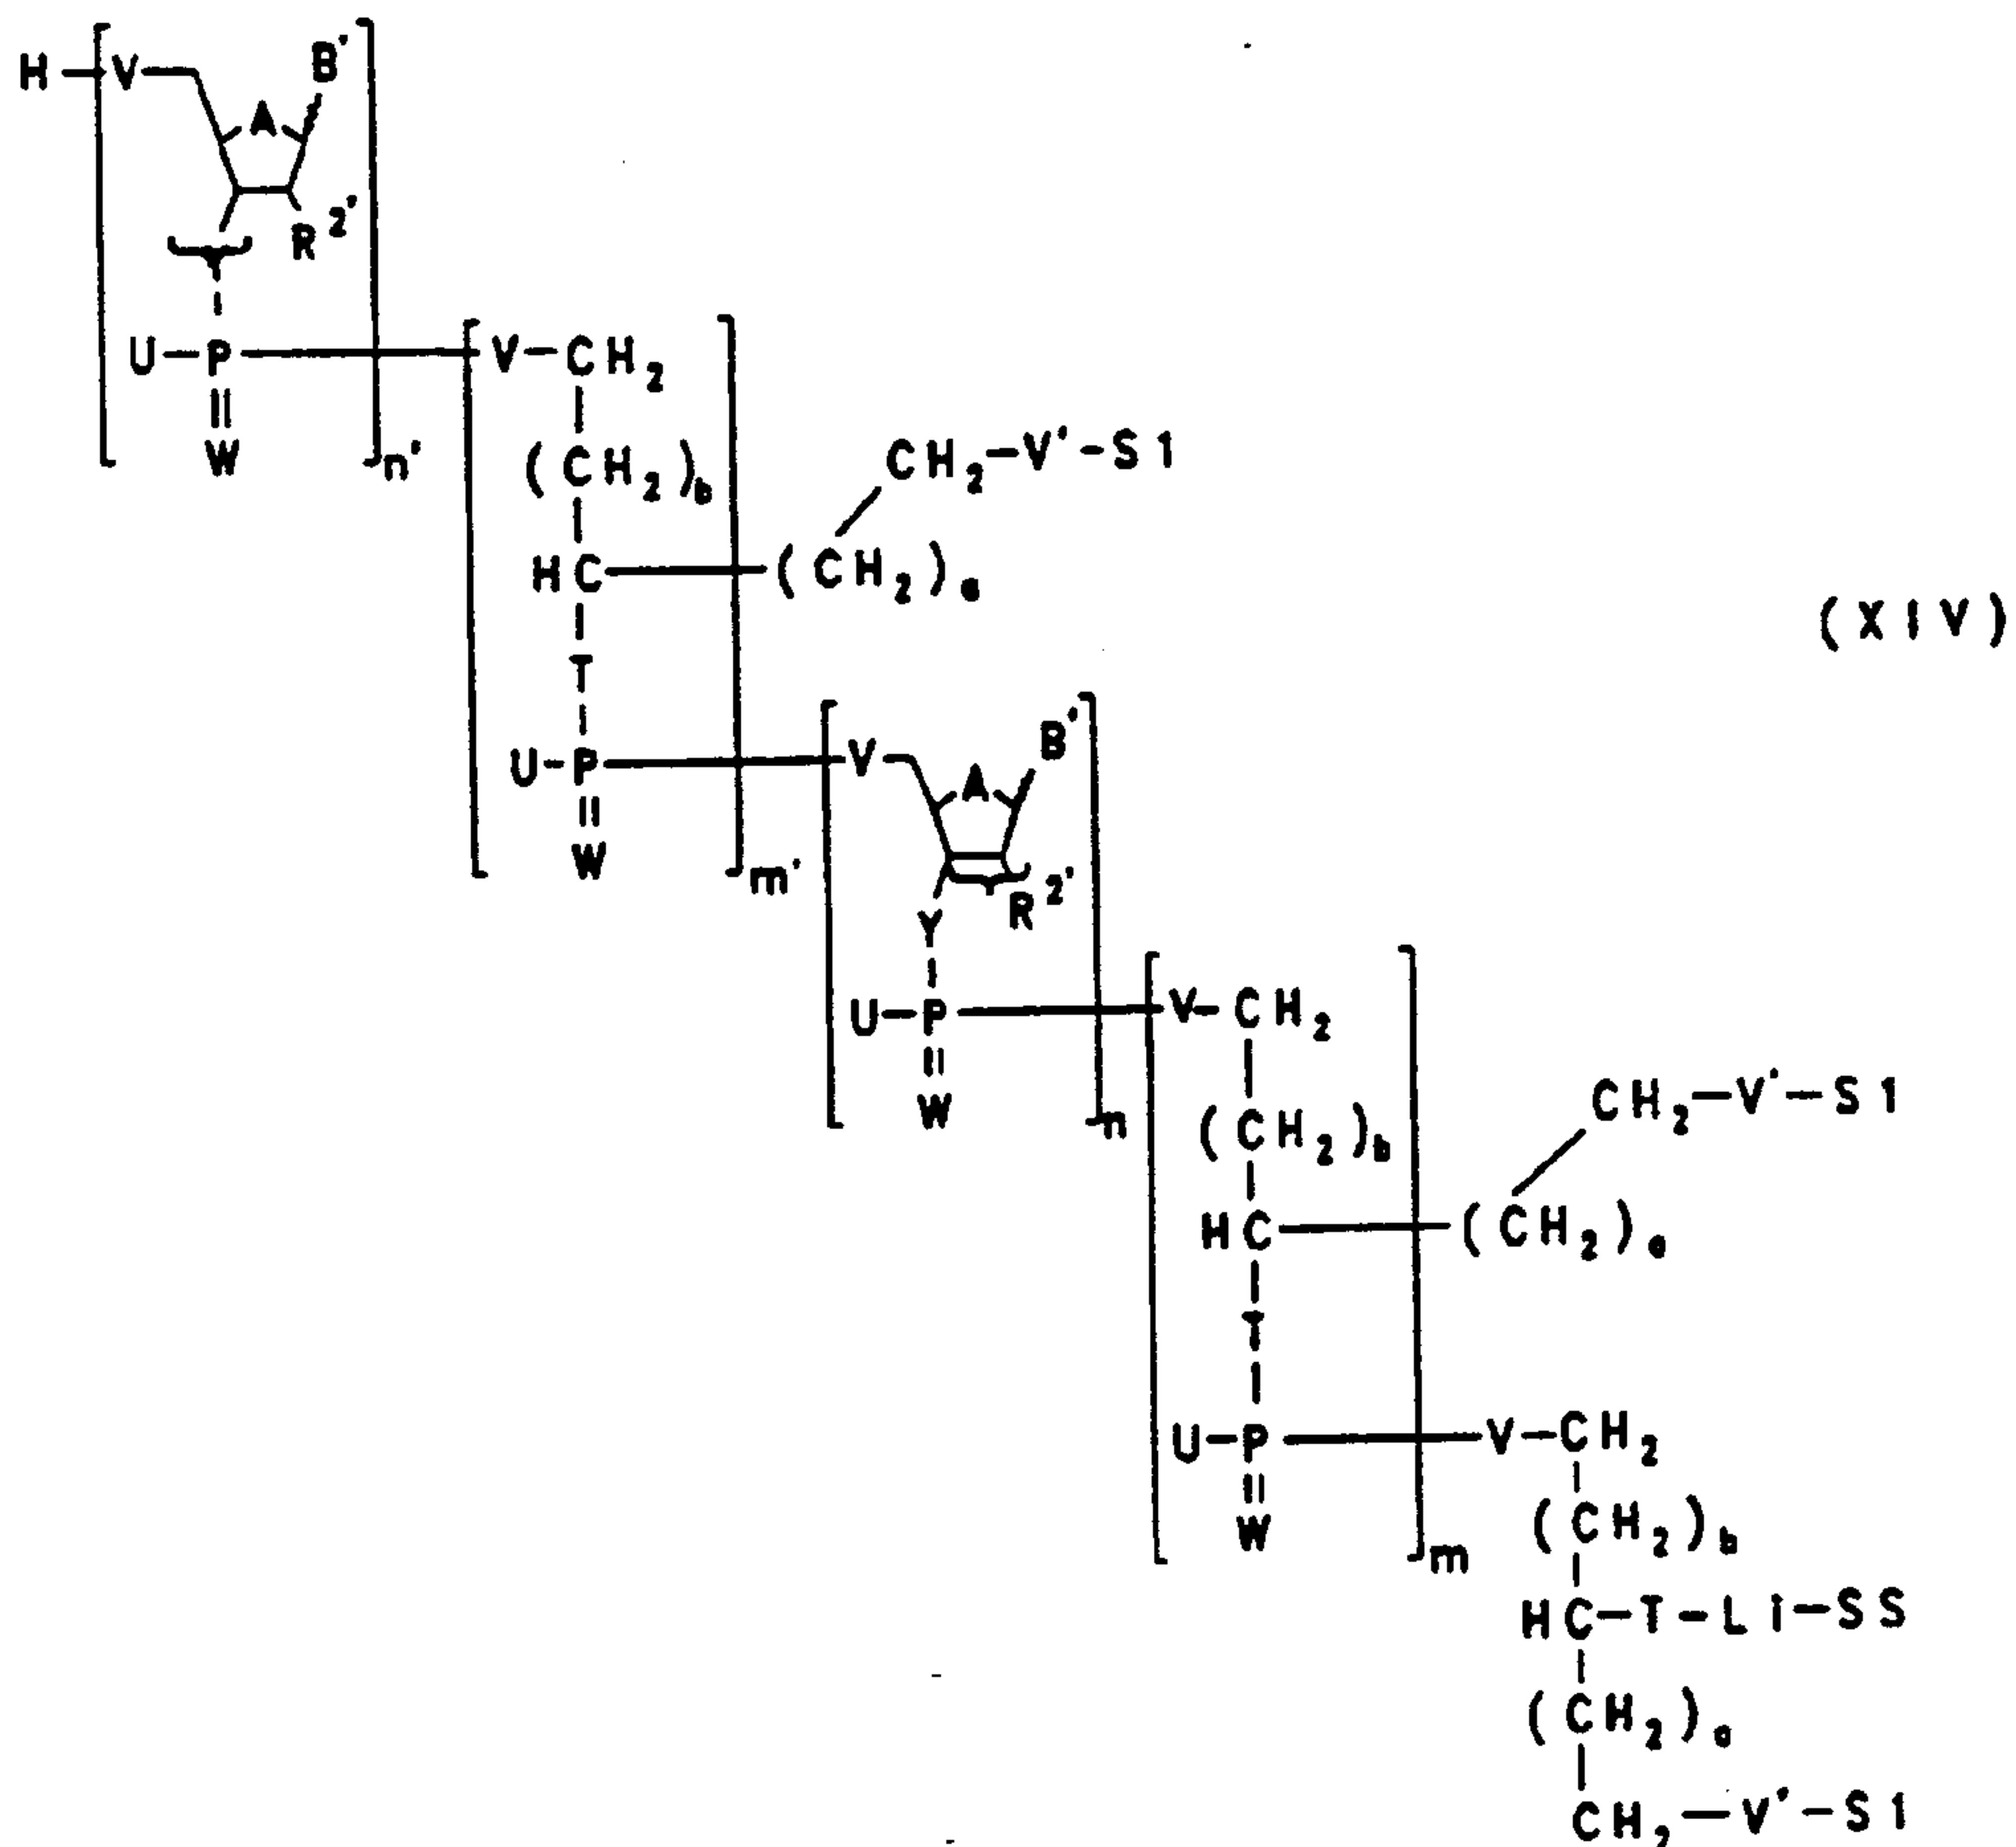 H V B'
A
R2'
Y
U-P V-CH2
W n' (CH2)b CH2-V'-S1
HC (CH2)a
(XIV)
T
B'
U-P V
A
W m' R2'
Y
U-P V-CH2
W n CH2-V'-S1
(CH2)b
HC (CH2)a
T
U-P V-CH2
W m (CH2)b
HC-T-Li-SS
(CH2)a
CH2-V'-S1